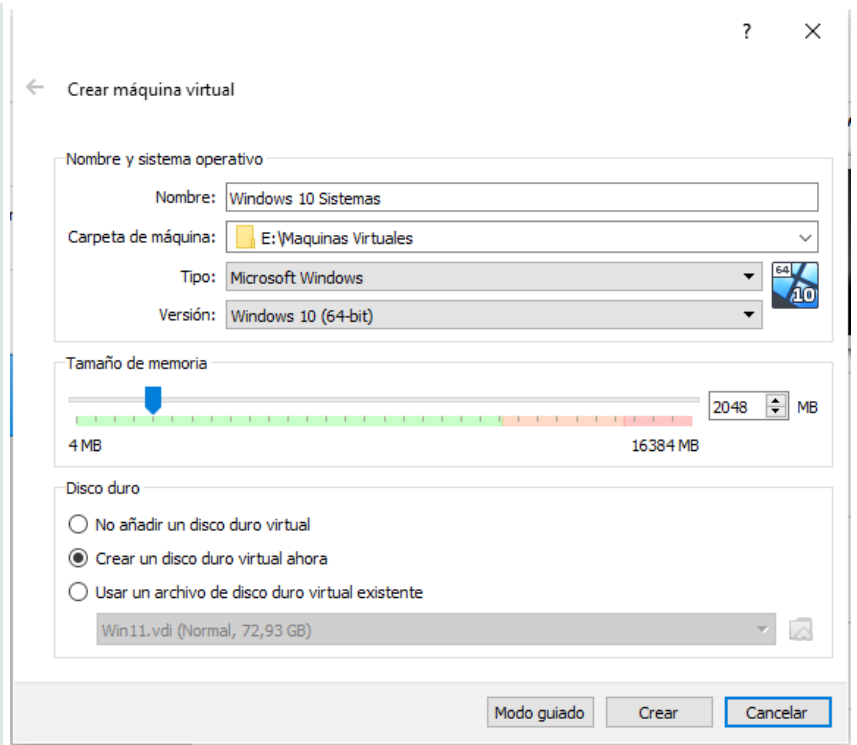 ?
Crear máquina virtual
Nombre y sistema operativo
Nombre: Windows 10 Sistemas
Carpeta de máquina: E:\Maquinas Virtuales
Tipo: Microsoft Windows
64
10
Versión: Windows 10 (64-bit)
Tamaño de memoria
2048 MB
4 MB 16384 MB
Disco duro
No añadir un disco duro virtual
Crear un disco duro virtual ahora
Usar un archivo de disco duro virtual existente
Win11.vdi (Normal, 72,93 GB)
Modo guiado Crear Cancelar